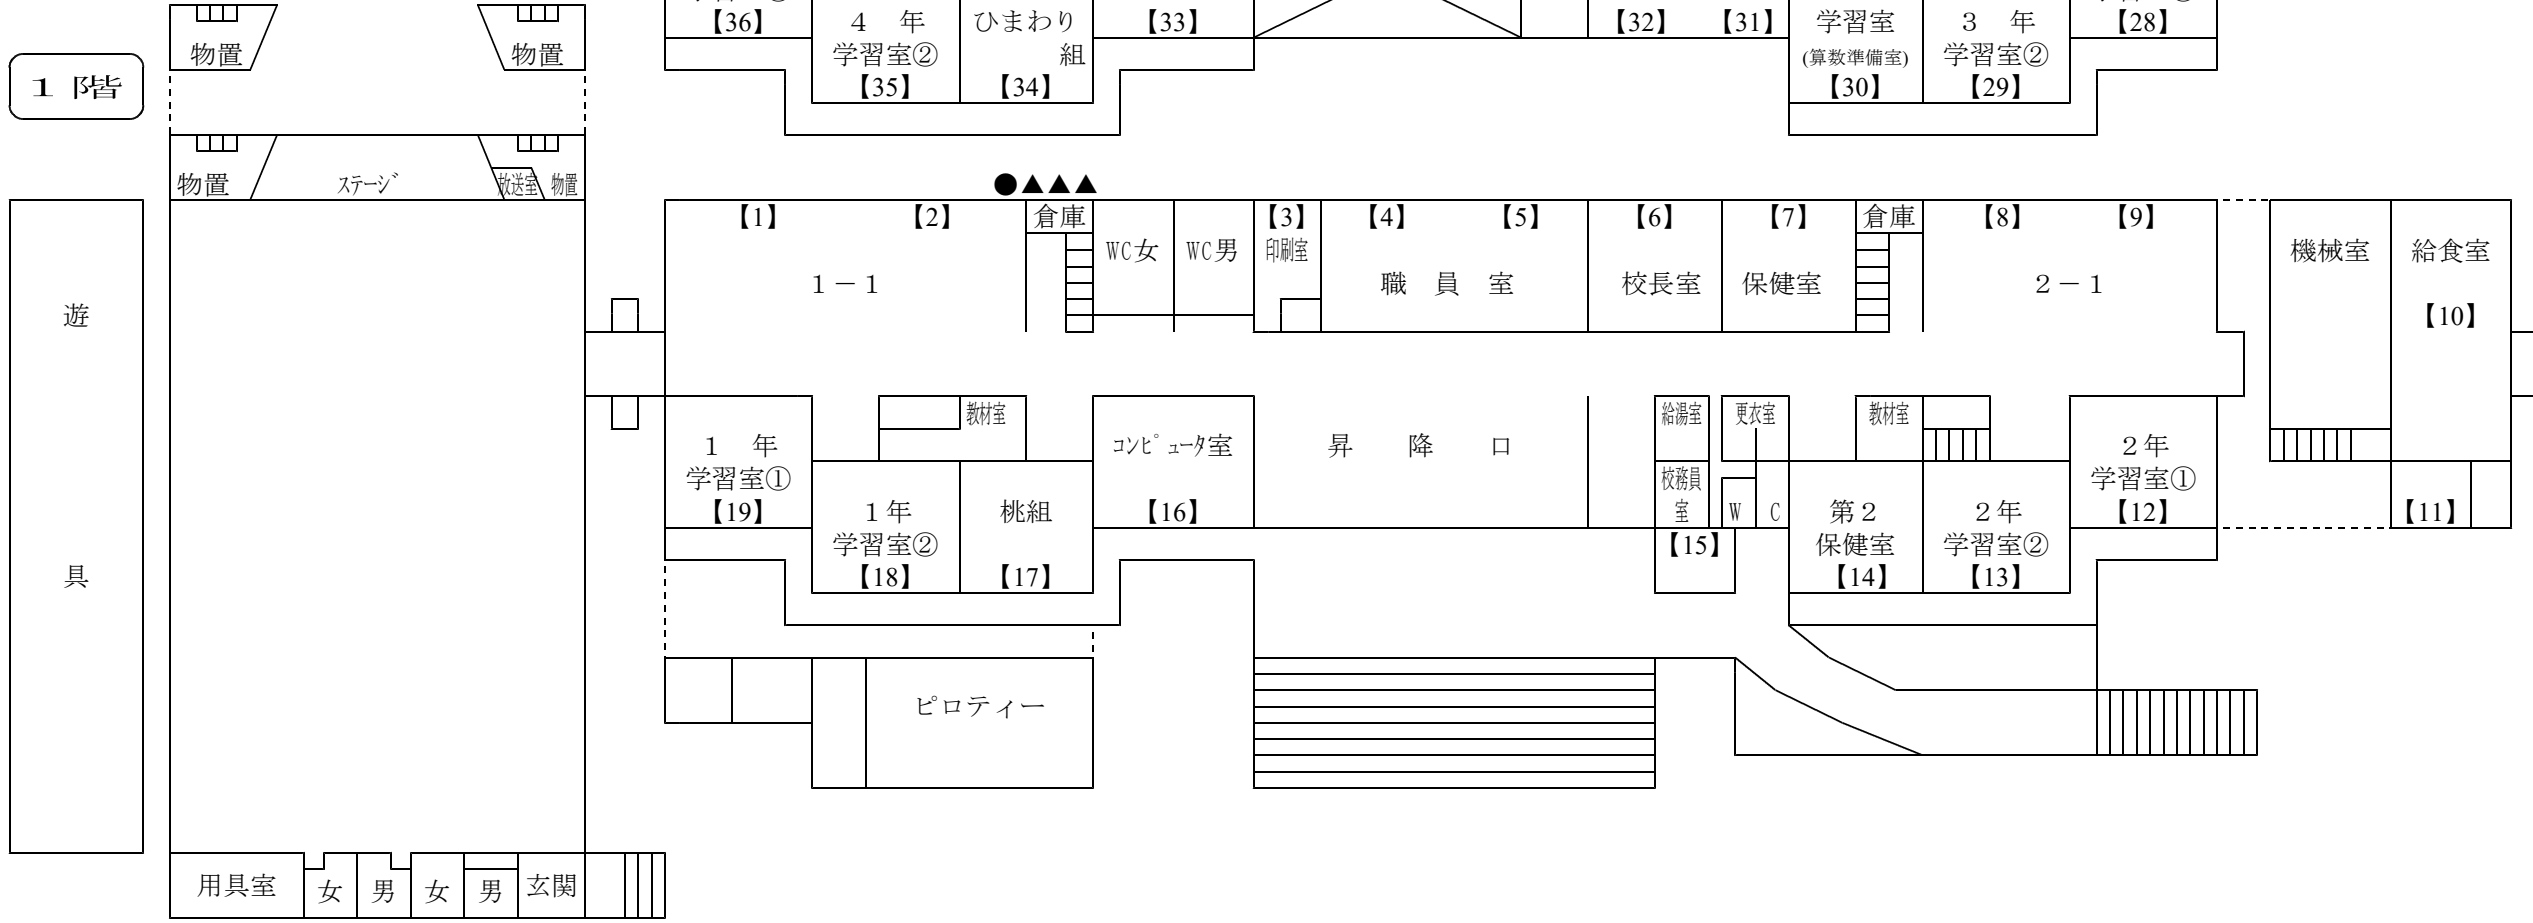 【36】
４　年
学習室②
【35】
ひまわり
組
【34】
【33】
【32】
【31】
学習室
(算数準備室)
【30】
３　年
学習室②
【29】
【28】
物置
物置
１ 階
物置
ｽﾃｰｼﾞ
放送室
物置
●▲▲▲
遊
具
【1】
【2】
１－１
倉庫
WC女
WC男
【3】
印刷室
【4】
【5】
職　員　室
【6】
校長室
【7】
保健室
倉庫
【8】
【9】
２－１
機械室
給食室
【10】
【11】
１　年
学習室①
【19】
教材室
１年
学習室②
【18】
桃組
【17】
ｺﾝﾋﾟｭｰﾀ室
【16】
昇　降　口
給湯室
校務員
室
【15】
更衣室
W C
教材室
第２
保健室
【14】
２年
学習室②
【13】
２年
学習室①
【12】
ピロティー
用具室
女
男
女
男
玄関